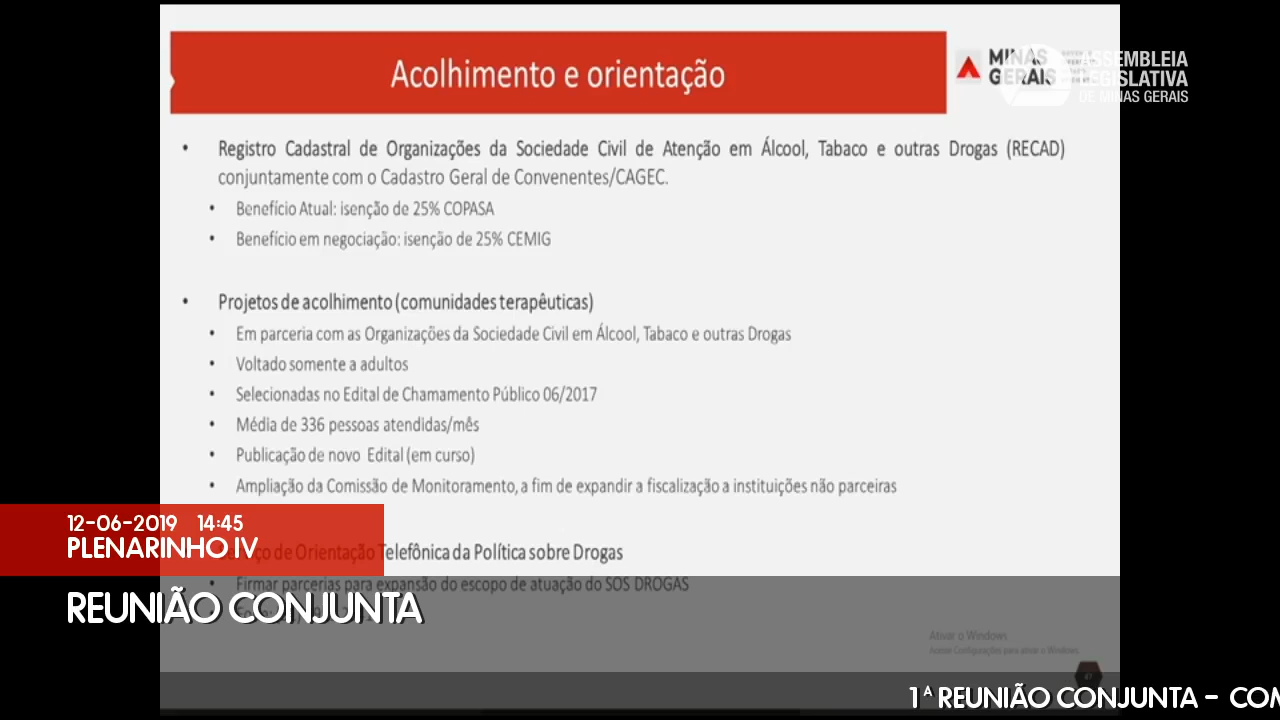 Acolhimento e orientação
MINAS
GERAIS
ASSEMBLEIA
LEGISLATIVA
DE MINAS GERAIS
• Registro Cadastral de Organizações da Sociedade Civil de Atenção em Álcool, Tabaco e outras Drogas (RECAD)
conjuntamente com o Cadastro Geral de Convenentes/CAGEC.
• Benefício Atual: isenção de 25% COPASA
• Benefício em negociação: isenção de 25% CEMIG
• Projetos de acolhimento (comunidades terapêuticas)
• Em parceria com as Organizações da Sociedade Civil em Álcool, Tabaco e outras Drogas
• Voltado somente a adultos
• Selecionadas no Edital de Chamamento Público 06/2017
• Média de 336 pessoas atendidas/mês
• Publicação de novo Edital (em curso)
• Ampliação da Comissão de Monitoramento, a fim de expandir a fiscalização a instituições não parceiras
12-06-2019 14:45
PLENARINHO IV
de Orientação Telefônica da Política sobre Drogas
• Firmar parcerias para expansão do escopo de atuação do SOS DROGAS
REUNIÃO CONJUNTA
Ativar o Windows
Acesse Configurações para ativar o Windows.
1ª REUNIÃO CONJUNTA - COM